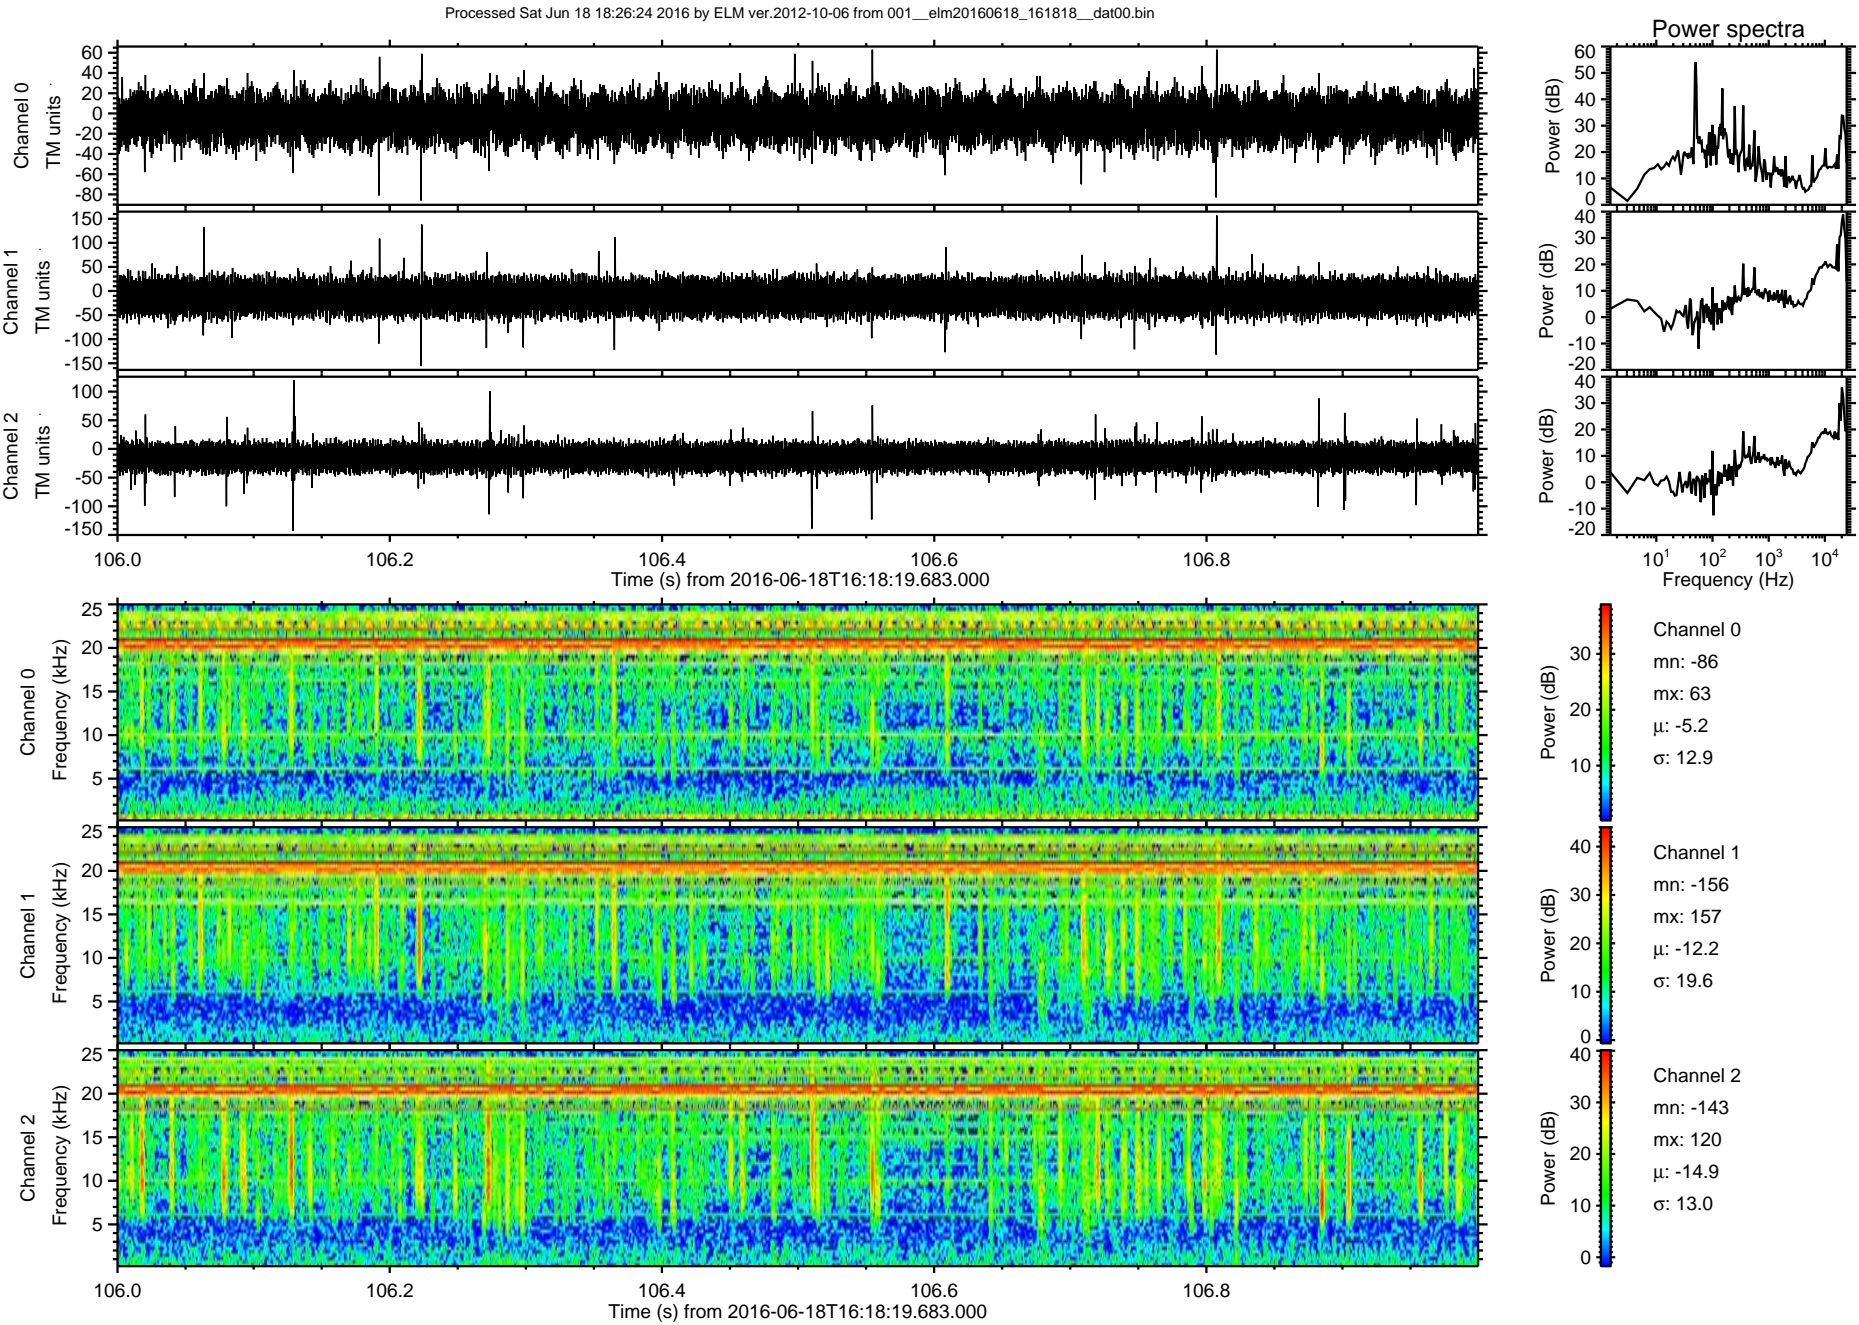 Processed Sat Jun 18 18:26:24 2016 by ELM ver.2012-10-06 from 001__elm20160618_161818__dat00.bin
Power spectra
Channel 0
TM units
60
40
20
0
-20
-40
-60
-80
Power (dB)
60
50
40
30
20
10
0
Channel 1
TM units
150
100
50
0
-50
-100
-150
Power (dB)
40
30
20
10
0
-10
-20
Channel 2
TM units
100
50
0
-50
-100
-150
Power (dB)
40
30
20
10
0
-10
-20
106.0 106.2 106.4 106.6 106.8
Time (s) from 2016-06-18T16:18:19.683.000
10^1 10^2 10^3 10^4
Frequency (Hz)
Channel 0
Frequency (kHz)
25
20
15
10
5
Power (dB)
30
20
10
Channel 0
mn: -86
mx: 63
μ: -5.2
σ: 12.9
Channel 1
Frequency (kHz)
25
20
15
10
5
Power (dB)
40
30
20
10
0
Channel 1
mn: -156
mx: 157
μ: -12.2
σ: 19.6
Channel 2
Frequency (kHz)
25
20
15
10
5
Power (dB)
40
30
20
10
0
Channel 2
mn: -143
mx: 120
μ: -14.9
σ: 13.0
106.0 106.2 106.4 106.6 106.8
Time (s) from 2016-06-18T16:18:19.683.000